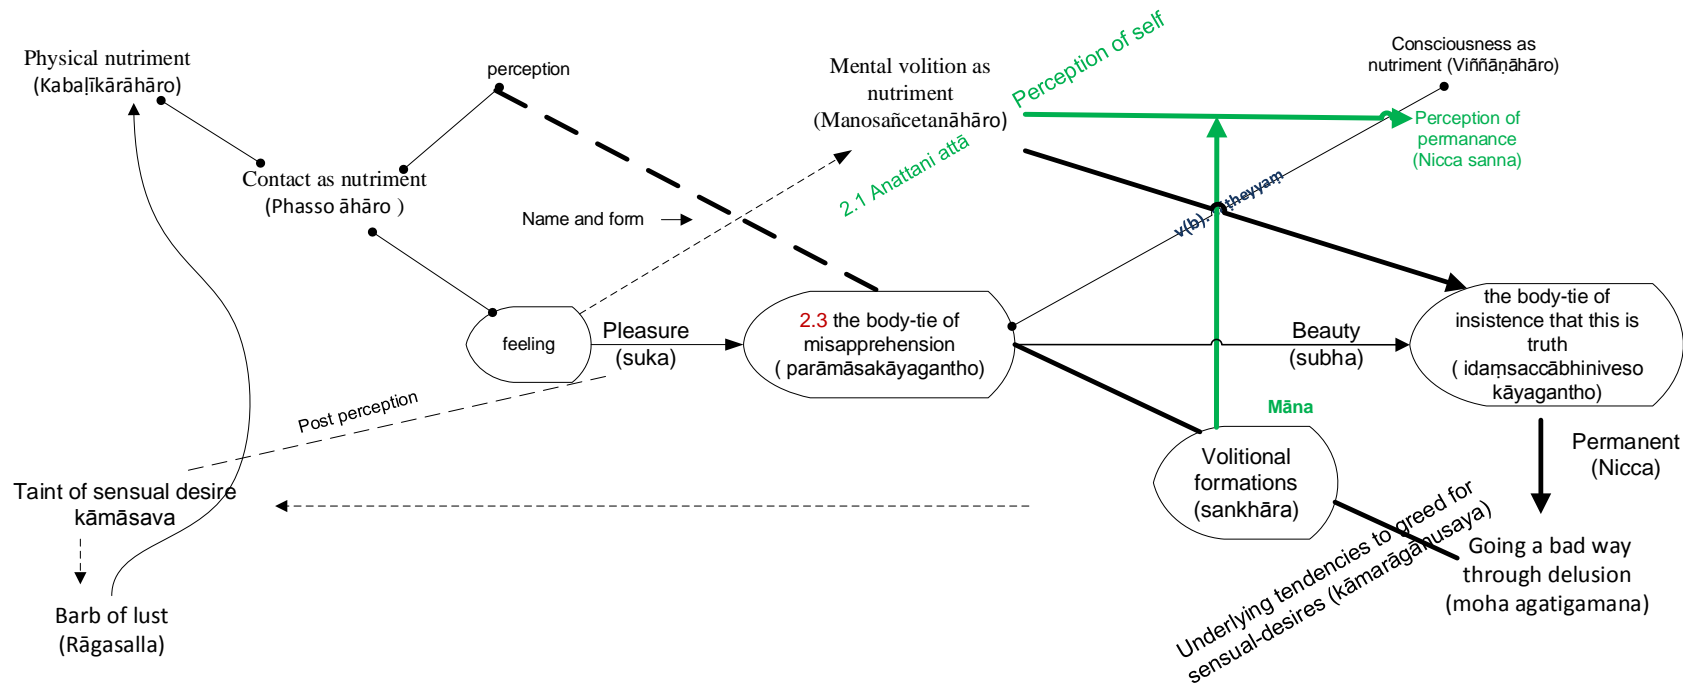 Physical nutriment
(Kabaḷīkārāhāro)
perception
Contact as nutriment
(Phasso āhāro )
Name and form
Mental volition as
nutriment
(Manosañcetanāhāro)
Perception of self
2.1 Anattani attā
Consciousness as
nutriment (Viññāṇāhāro)
Perception of
permanance
(Nicca sanna)
feeling
Pleasure
(suka)
2.3 the body-tie of
misapprehension
( parāmāsakāyagantho)
Beauty
(subha)
the body-tie of
insistence that this is
truth
( idaṃsaccābhiniveso
kāyagantho)
Post perception
Māna
Volitional
formations
(sankhāra)
Permanent
(Nicca)
Taint of sensual desire
kāmāsava
Barb of lust
(Rāgasalla)
Underlying tendencies to greed for
sensual-desires (kāmarāgānusaya)
Going a bad way
through delusion
(moha agatigamana)